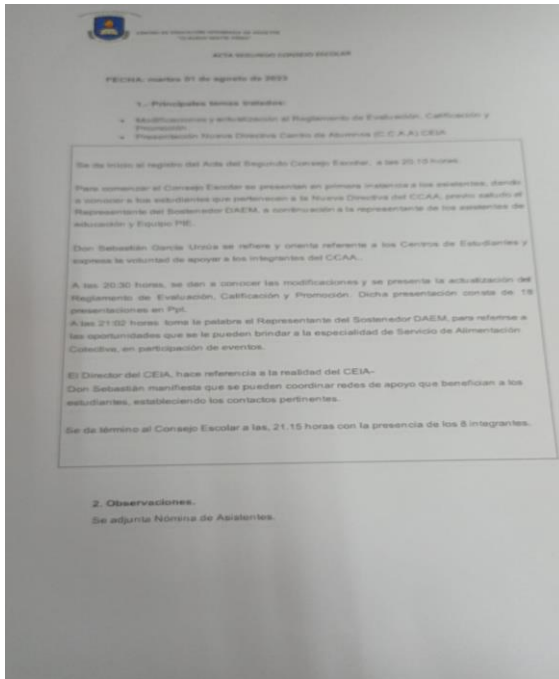 CENTRO DE EDUCACIÓN INTEGRADA DE ADULTOS
ACTA SEGUNDO CONSEJO ESCOLAR
FECHA: martes 01 de agosto de 2023
1.- Principales temas tratados:
Modificaciones y actualización al Reglamento de Evaluación, Calificación y
Promoción
Presentación Nueva Directiva Centro de Alumnos (C.C.A.A) CEIA
Se da inicio al registro del Acta del Segundo Consejo Escolar, a las 20.15 horas.
Para comenzar el Consejo Escolar se presentan en primera instancia a los asistentes, dando
a conocer a los estudiantes que pertenecen a la Nueva Directiva del CCAA, previo saludo el
Representante del Sostenedor DAEM, a continuación a la representante de los asistentes de
educación y Equipo PIE.
Don Sebastián García Urzúa se refiere y orienta referente a los Centros de Estudiantes y
expresa la voluntad de apoyar a los integrantes del CCAA..
A las 20:30 horas, se dan a conocer las modificaciones y se presenta la actualización del
Reglamento de Evaluación, Calificación y Promoción. Dicha presentación consta de 18
presentaciones en Ppt.
A las 21:02 horas toma la palabra el Representante del Sostenedor DAEM, para referirse a
las oportunidades que se le pueden brindar a la especialidad de Servicio de Alimentación
Colectiva, en participación de eventos.
El Director del CEIA, hace referencia a la realidad del CEIA-
Don Sebastián manifiesta que se pueden coordinar redes de apoyo que benefician a los
estudiantes, estableciendo los contactos pertinentes.
Se da término al Consejo Escolar a las, 21.15 horas con la presencia de los 8 integrantes.
2. Observaciones.
Se adjunta Nómina de Asistentes.